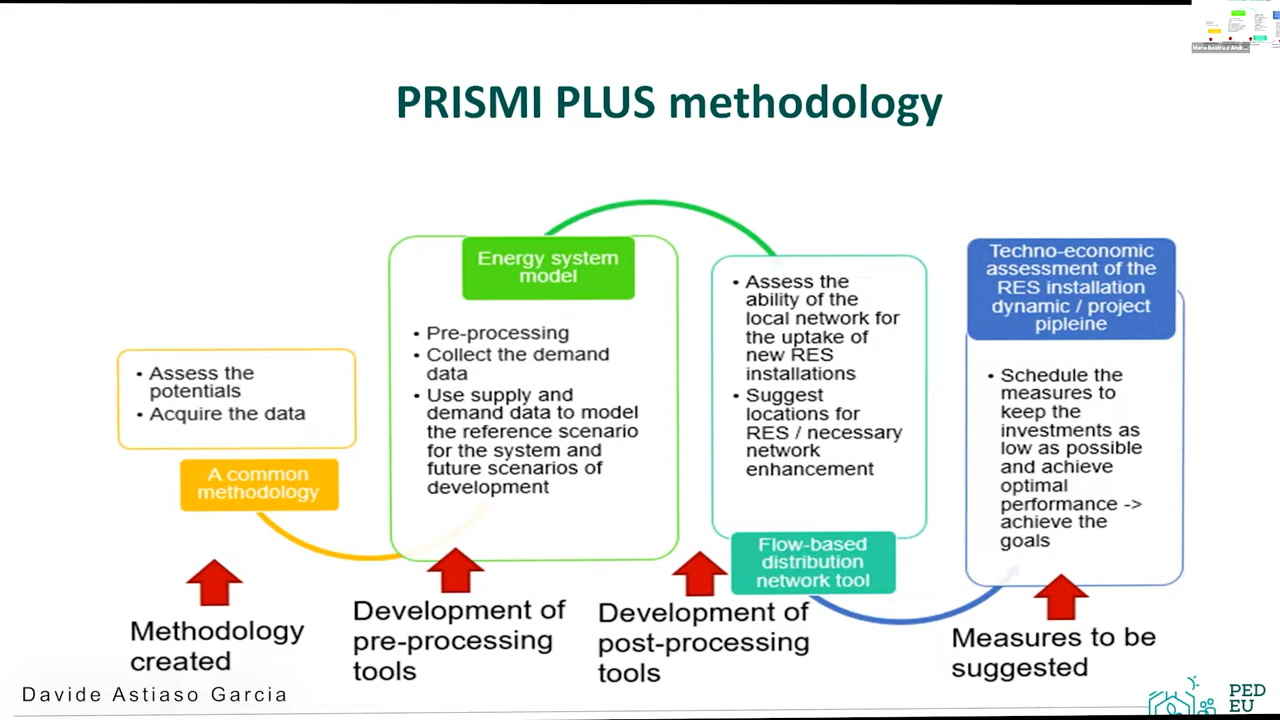 PRISMI PLUS methodology
• Assess the
potentials
• Acquire the data
A common
methodology
Energy system
model
• Pre-processing
• Collect the demand
data
• Use supply and
demand data to model
the reference scenario
for the system and
future scenarios of
development
• Assess the
ability of the
local network for
the uptake of
new RES
installations
• Suggest
locations for
RES / necessary
network
enhancement
Flow-based
distribution
network tool
Techno-economic
assessment of the
RES installation
dynamic / project
pipleine
• Schedule the
measures to
keep the
investments as
low as possible
and achieve
optimal
performance ->
achieve the
goals
Methodology
created
Development of
pre-processing
tools
Development of
post-processing
tools
Measures to be
suggested
Davide Astiaso Garcia
PED
EU